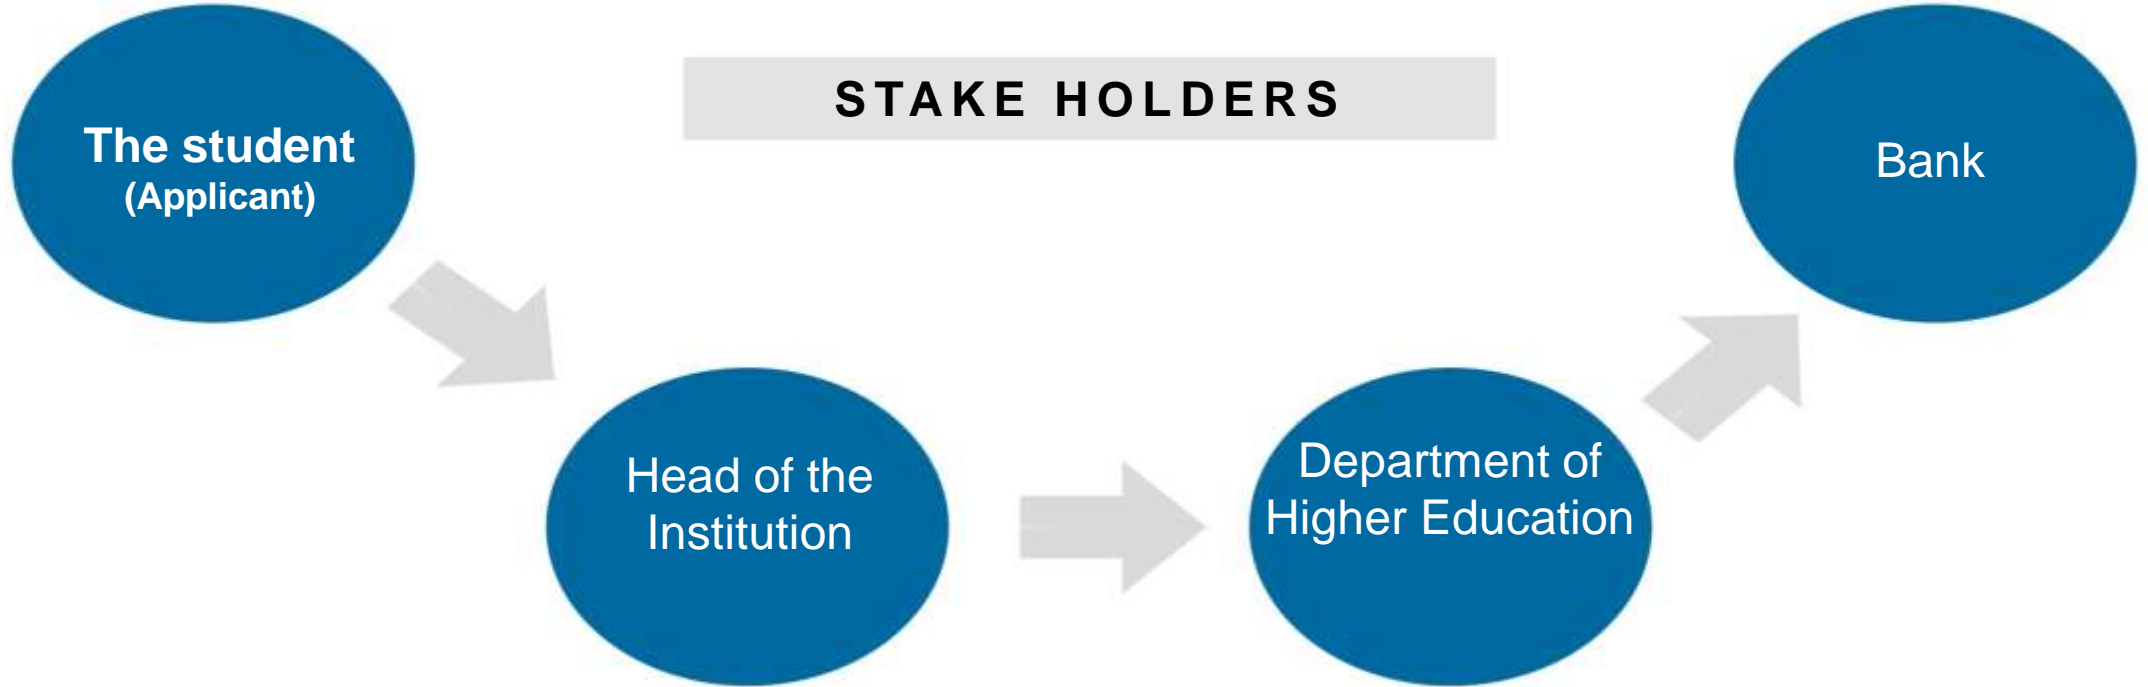 STAKE HOLDERS
The student
(Applicant)
Head of the
Institution
Department of
Higher Education
Bank